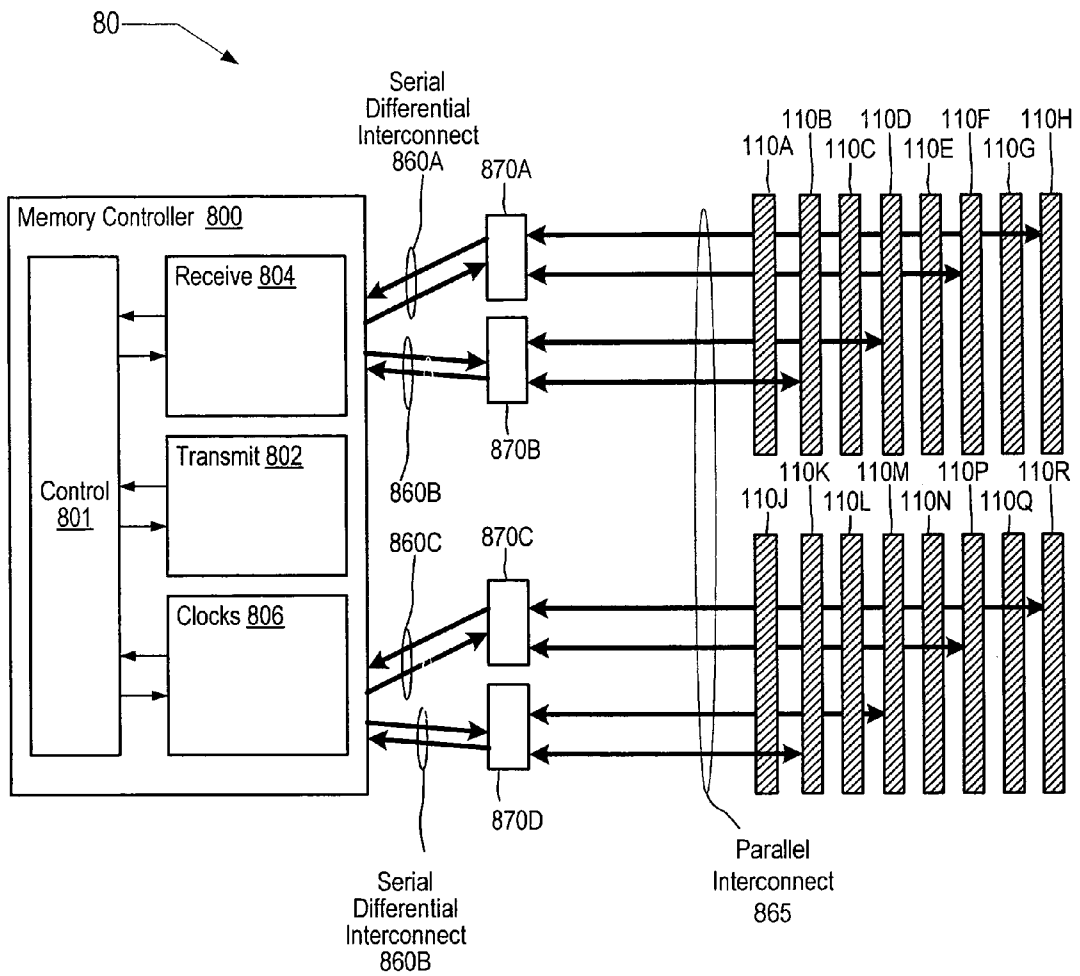 80
Serial
Differential
Interconnect
860A
870A
110A
110B
110C
110D
110E
110F
110G
110H
Memory Controller 800
Receive 804
Transmit 802
Control
801
Clocks 806
860B
870B
860C
870C
110J
110K
110L
110M
110N
110P
110Q
110R
870D
Serial
Differential
Interconnect
860B
Parallel
Interconnect
865